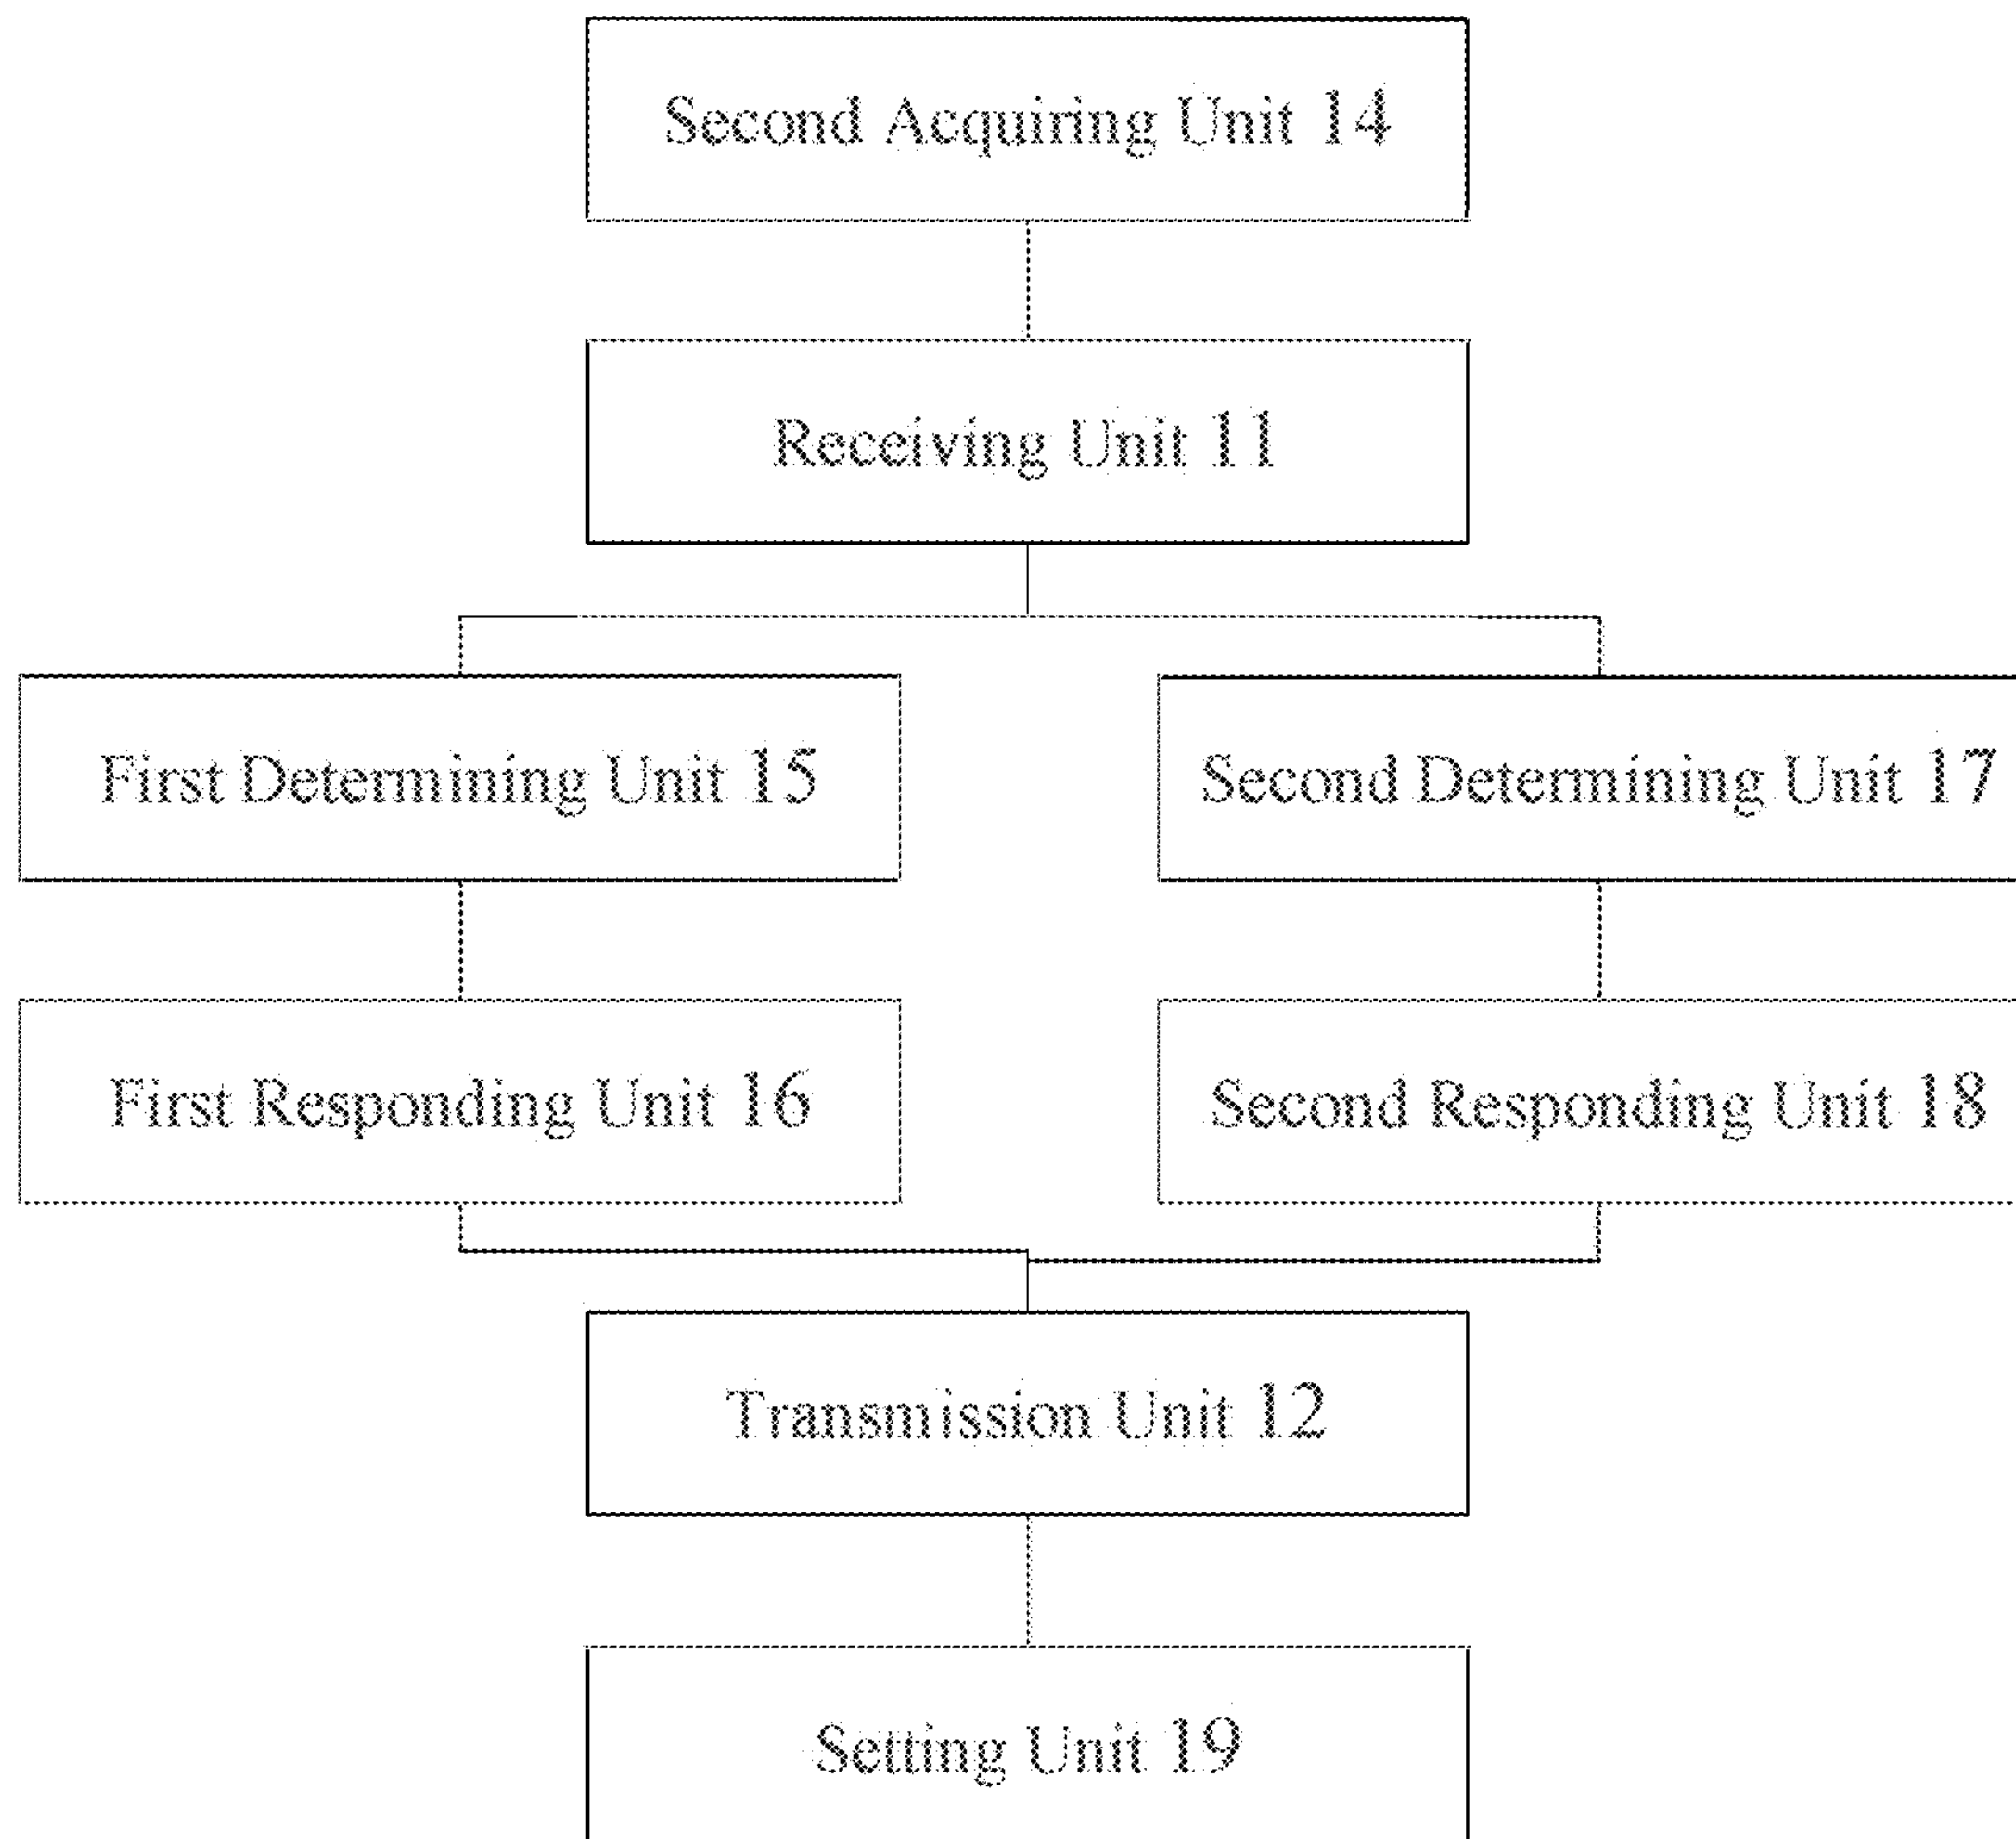 Second Acquiring Unit 14
Receiving Unit 11
First Determining Unit 15
Second Determining Unit 17
First Responding Unit 16
Second Responding Unit 18
Transmission Unit 12
Setting Unit 19